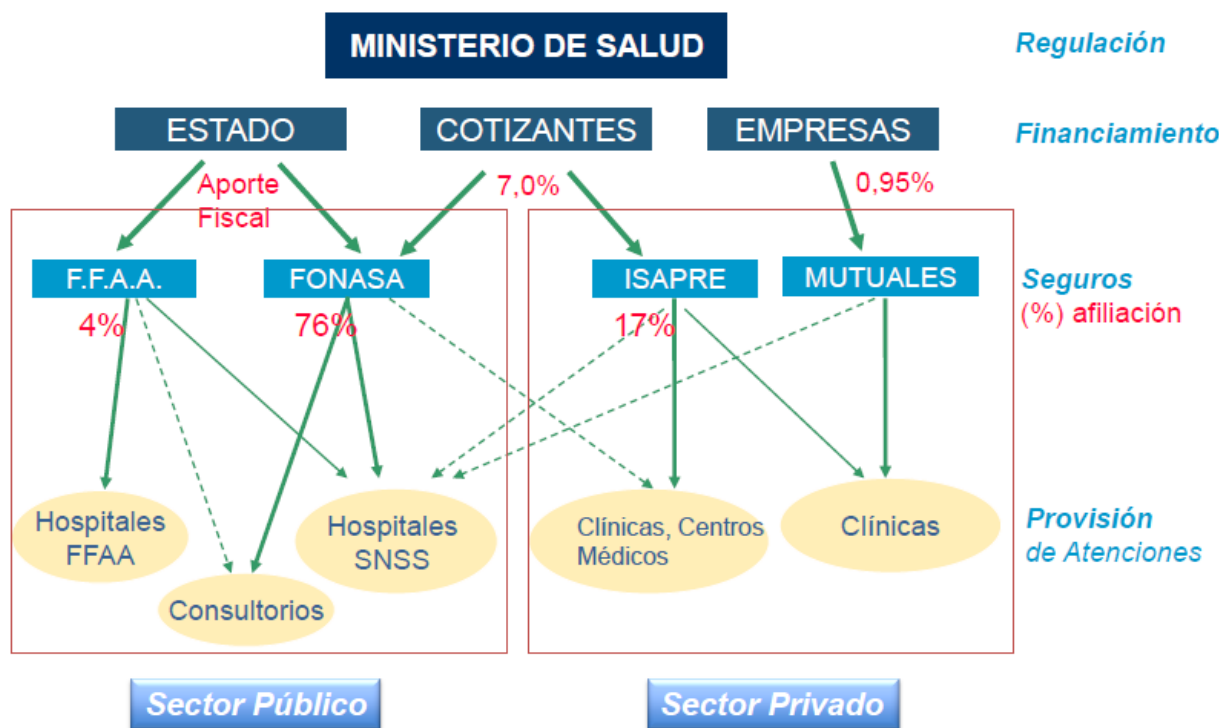 MINISTERIO DE SALUD
Regulación
ESTADO
COTIZANTES
EMPRESAS
Financiamiento
Aporte
Fiscal
7,0%
0,95%
F.F.A.A.
FONASA
ISAPRE
MUTUALES
Seguros
(%) afiliación
4%
76%
17%
Hospitales
FFAA
Hospitales
SNSS
Consultorios
Clínicas, Centros
Médicos
Clínicas
Provisión
de Atenciones
Sector Público
Sector Privado